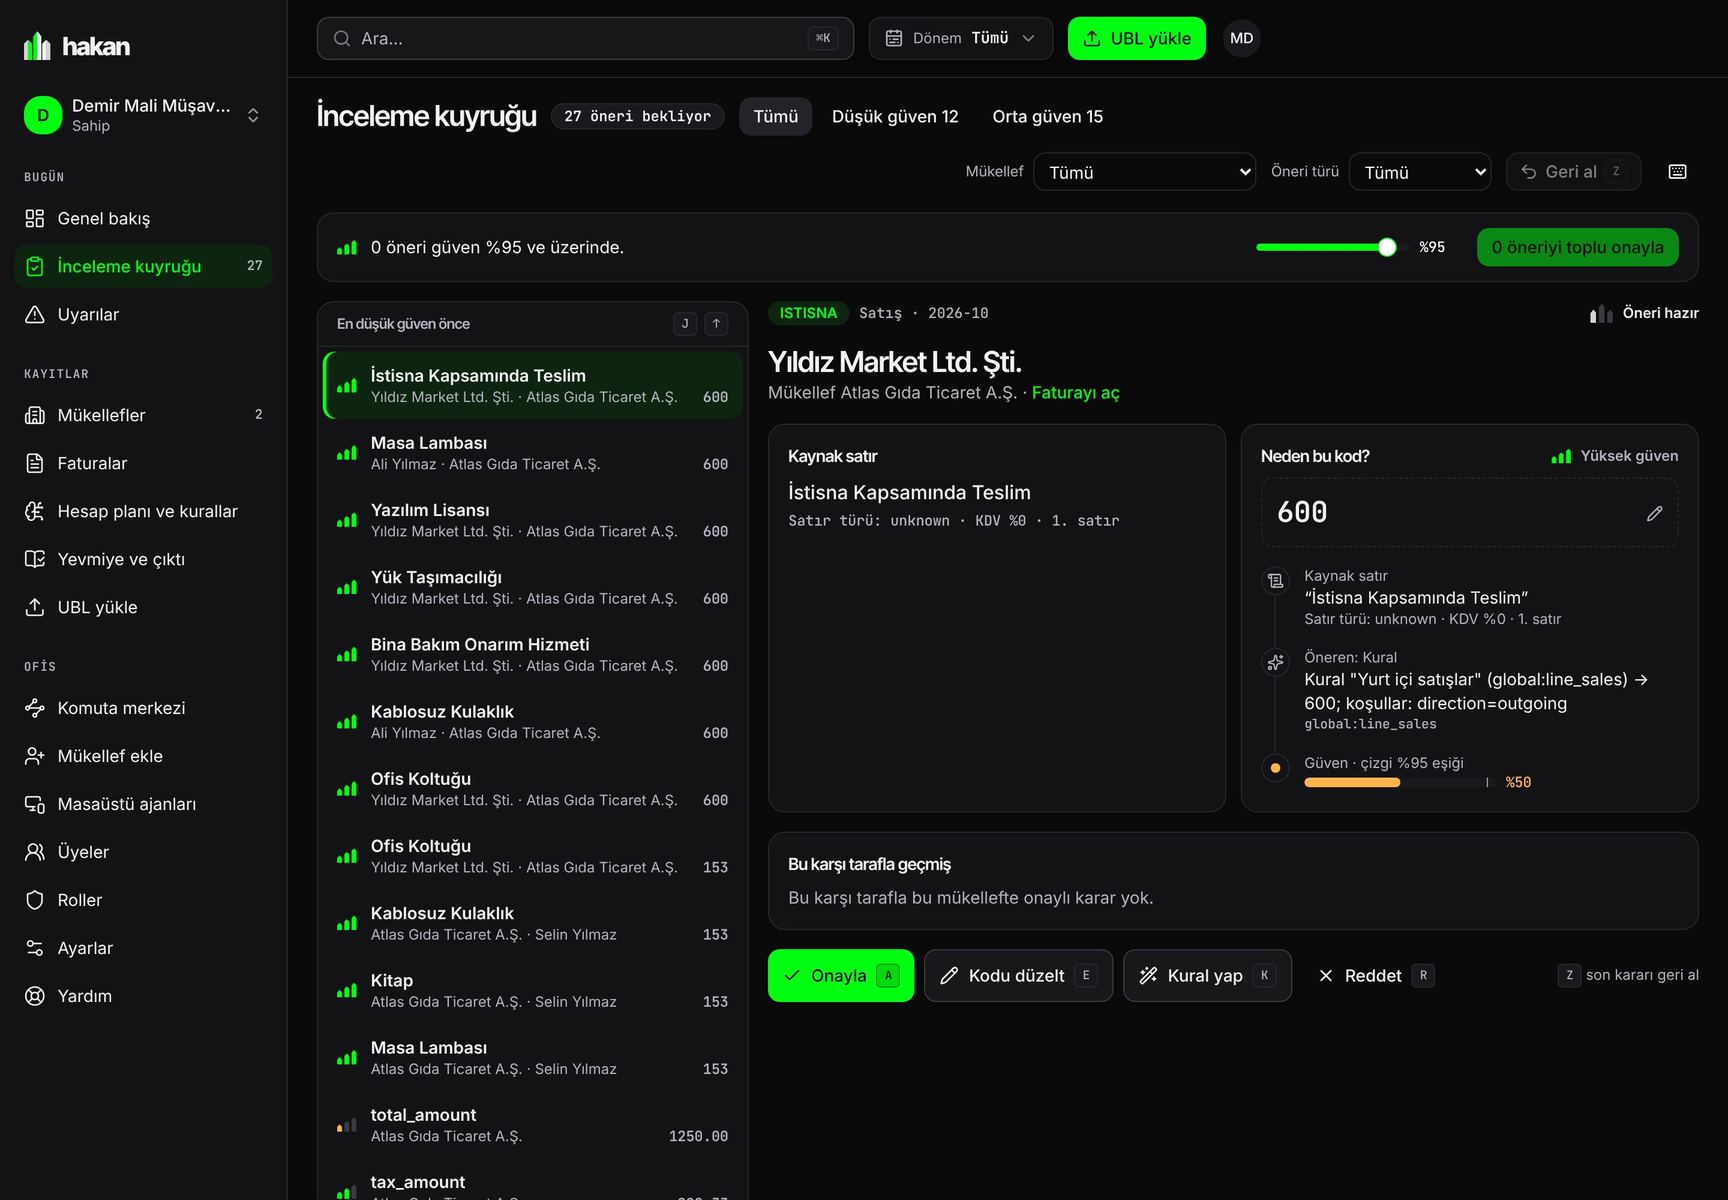 hakan
D
Demir Mali Müşav...
Sahip
BUGÜN
Genel bakış
İnceleme kuyruğu 27
Uyarılar
KAYITLAR
Mükellefler 2
Faturalar
Hesap planı ve kurallar
Yevmiye ve çıktı
UBL yükle
OFİS
Komuta merkezi
Mükellef ekle
Masaüstü ajanları
Üyeler
Roller
Ayarlar
Yardım
Ara... ⌘K
Dönem Tümü
UBL yükle
MD
İnceleme kuyruğu 27 öneri bekliyor Tümü Düşük güven 12 Orta güven 15
Mükellef Tümü Öneri türü Tümü Geri al Z
0 öneri güven %95 ve üzerinde. %95 0 öneriyi toplu onayla
En düşük güven önce J ↑
İstisna Kapsamında Teslim
Yıldız Market Ltd. Şti. · Atlas Gıda Ticaret A.Ş. 600
Masa Lambası
Ali Yılmaz · Atlas Gıda Ticaret A.Ş. 600
Yazılım Lisansı
Yıldız Market Ltd. Şti. · Atlas Gıda Ticaret A.Ş. 600
Yük Taşımacılığı
Yıldız Market Ltd. Şti. · Atlas Gıda Ticaret A.Ş. 600
Bina Bakım Onarım Hizmeti
Yıldız Market Ltd. Şti. · Atlas Gıda Ticaret A.Ş. 600
Kablosuz Kulaklık
Ali Yılmaz · Atlas Gıda Ticaret A.Ş. 600
Ofis Koltuğu
Yıldız Market Ltd. Şti. · Atlas Gıda Ticaret A.Ş. 600
Ofis Koltuğu
Yıldız Market Ltd. Şti. · Atlas Gıda Ticaret A.Ş. 153
Kablosuz Kulaklık
Atlas Gıda Ticaret A.Ş. · Selin Yılmaz 153
Kitap
Atlas Gıda Ticaret A.Ş. · Selin Yılmaz 153
Masa Lambası
Atlas Gıda Ticaret A.Ş. · Selin Yılmaz 153
total_amount
Atlas Gıda Ticaret A.Ş. 1250.00
tax_amount
ISTISNA Satış · 2026-10 Öneri hazır
Yıldız Market Ltd. Şti.
Mükellef Atlas Gıda Ticaret A.Ş. · Faturayı aç
Kaynak satır
İstisna Kapsamında Teslim
Satır türü: unknown · KDV %0 · 1. satır
Neden bu kod? Yüksek güven
600
Kaynak satır
“İstisna Kapsamında Teslim”
Satır türü: unknown · KDV %0 · 1. satır
Öneren: Kural
Kural "Yurt içi satışlar" (global:line_sales) →
600; koşullar: direction=outgoing
global:line_sales
Güven · çizgi %95 eşiği
%50
Bu karşı tarafla geçmiş
Bu karşı tarafla bu mükellefte onaylı karar yok.
Onayla A Kodu düzelt E Kural yap K Reddet R Z son kararı geri al